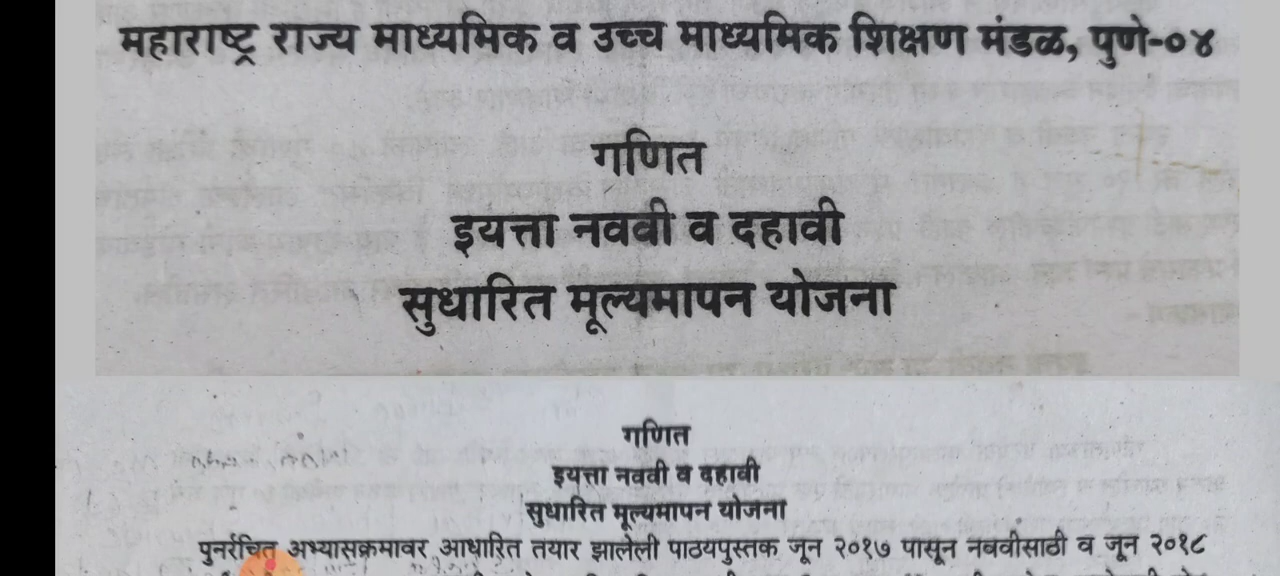 महाराष्ट्र राज्य माध्यमिक व उच्च माध्यमिक शिक्षण मंडळ, पुणे-०४
गणित
इयत्ता नववी व दहावी
सुधारित मूल्यमापन योजना
गणित
इयत्ता नववी व दहावी
सुधारित मूल्यमापन योजना
पुनर्रचित अभ्यासक्रमावर आधारित तयार झालेली पाठयपुस्तक जून २०१७ पासून नववीसाठी व जून २०१८